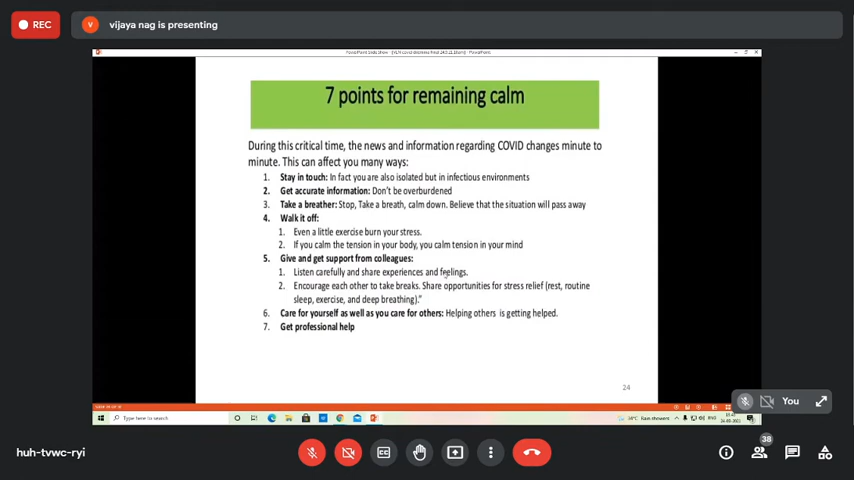 REC
V vijaya nag is presenting
7 points for remaining calm
During this critical time, the news and information regarding COVID changes minute to
minute. This can affect you many ways:
1. Stay in touch: In fact you are also isolated but in infectious environments
2. Get accurate information: Don't be overburdened
3. Take a breather: Stop, Take a breath, calm down. Believe that the situation will pass away
4. Walk it off:
1. Even a little exercise burn your stress.
2. If you calm the tension in your body, you calm tension in your mind
5. Give and get support from colleagues:
1. Listen carefully and share experiences and feelings.
2. Encourage each other to take breaks. Share opportunities for stress relief (rest, routine
sleep, exercise, and deep breathing)."
6. Care for yourself as well as you care for others: Helping others is getting helped.
7. Get professional help
24
You
Type here to search
Rain showers
huh-tvwc-ryi
38